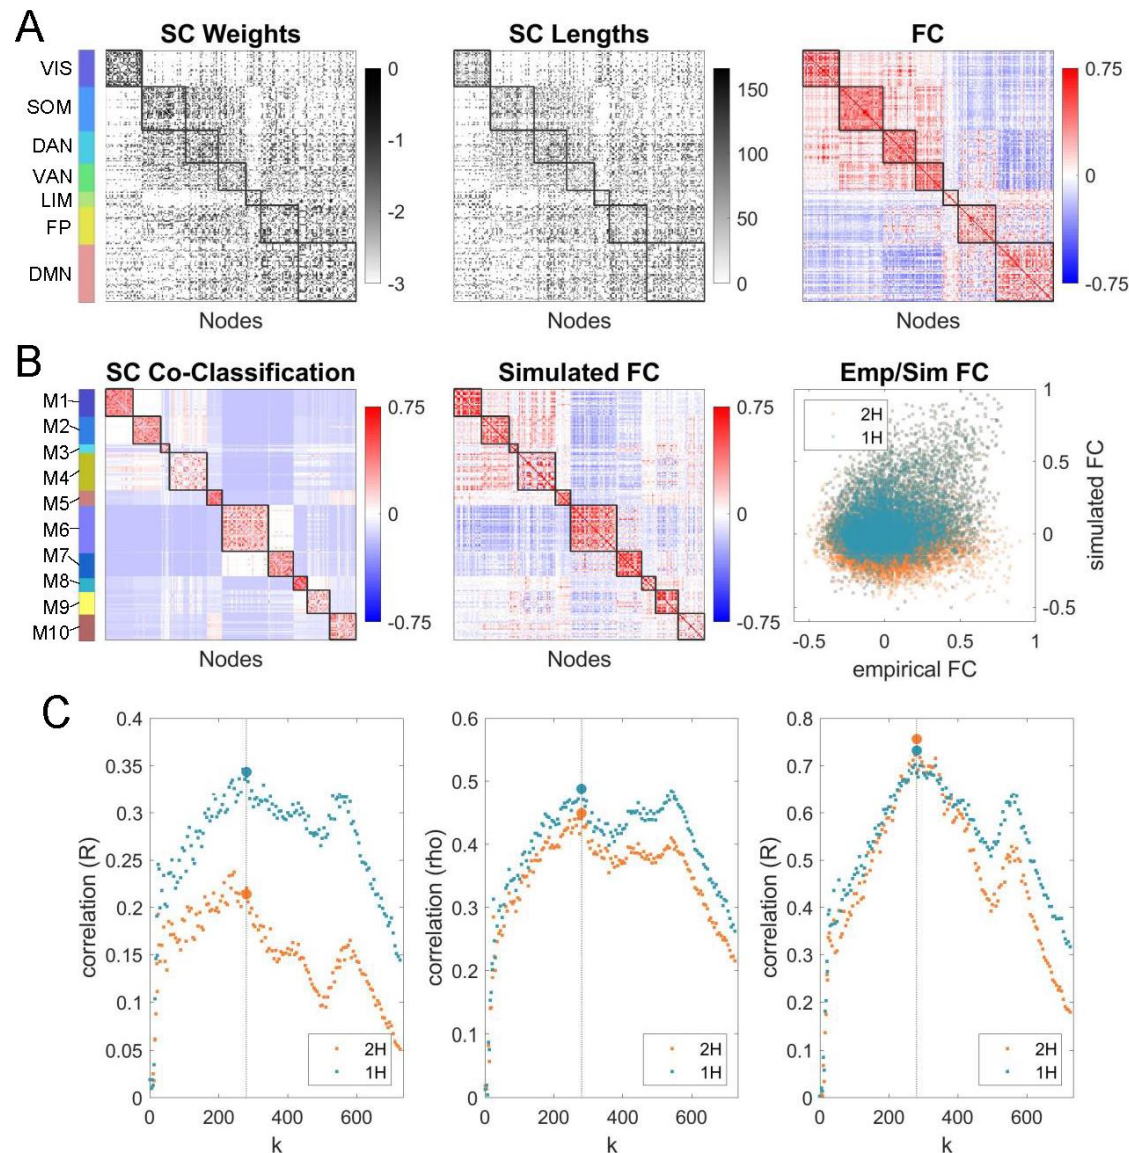 A
SC Weights
SC Lengths
FC
VIS
SOM
DAN
VAN
LIM
FP
DMN
0
-1
-2
-3
150
100
50
0
0.75
0
-0.75
Nodes
Nodes
Nodes
B
SC Co-Classification
Simulated FC
Emp/Sim FC
M1
M2
M3
M4
M5
M6
M7
M8
M9
M10
0.75
0
-0.75
0.75
0
-0.75
2H
1H
1
0.5
0
-0.5
simulated FC
-0.5
0
0.5
1
Nodes
Nodes
empirical FC
C
0.4
0.35
0.3
0.25
0.2
0.15
0.1
0.05
0
correlation (R)
2H
1H
0
200
400
600
k
0.6
0.5
0.4
0.3
0.2
0.1
0
correlation (rho)
2H
1H
0
200
400
600
k
0.8
0.7
0.6
0.5
0.4
0.3
0.2
0.1
0
correlation (R)
2H
1H
0
200
400
600
k